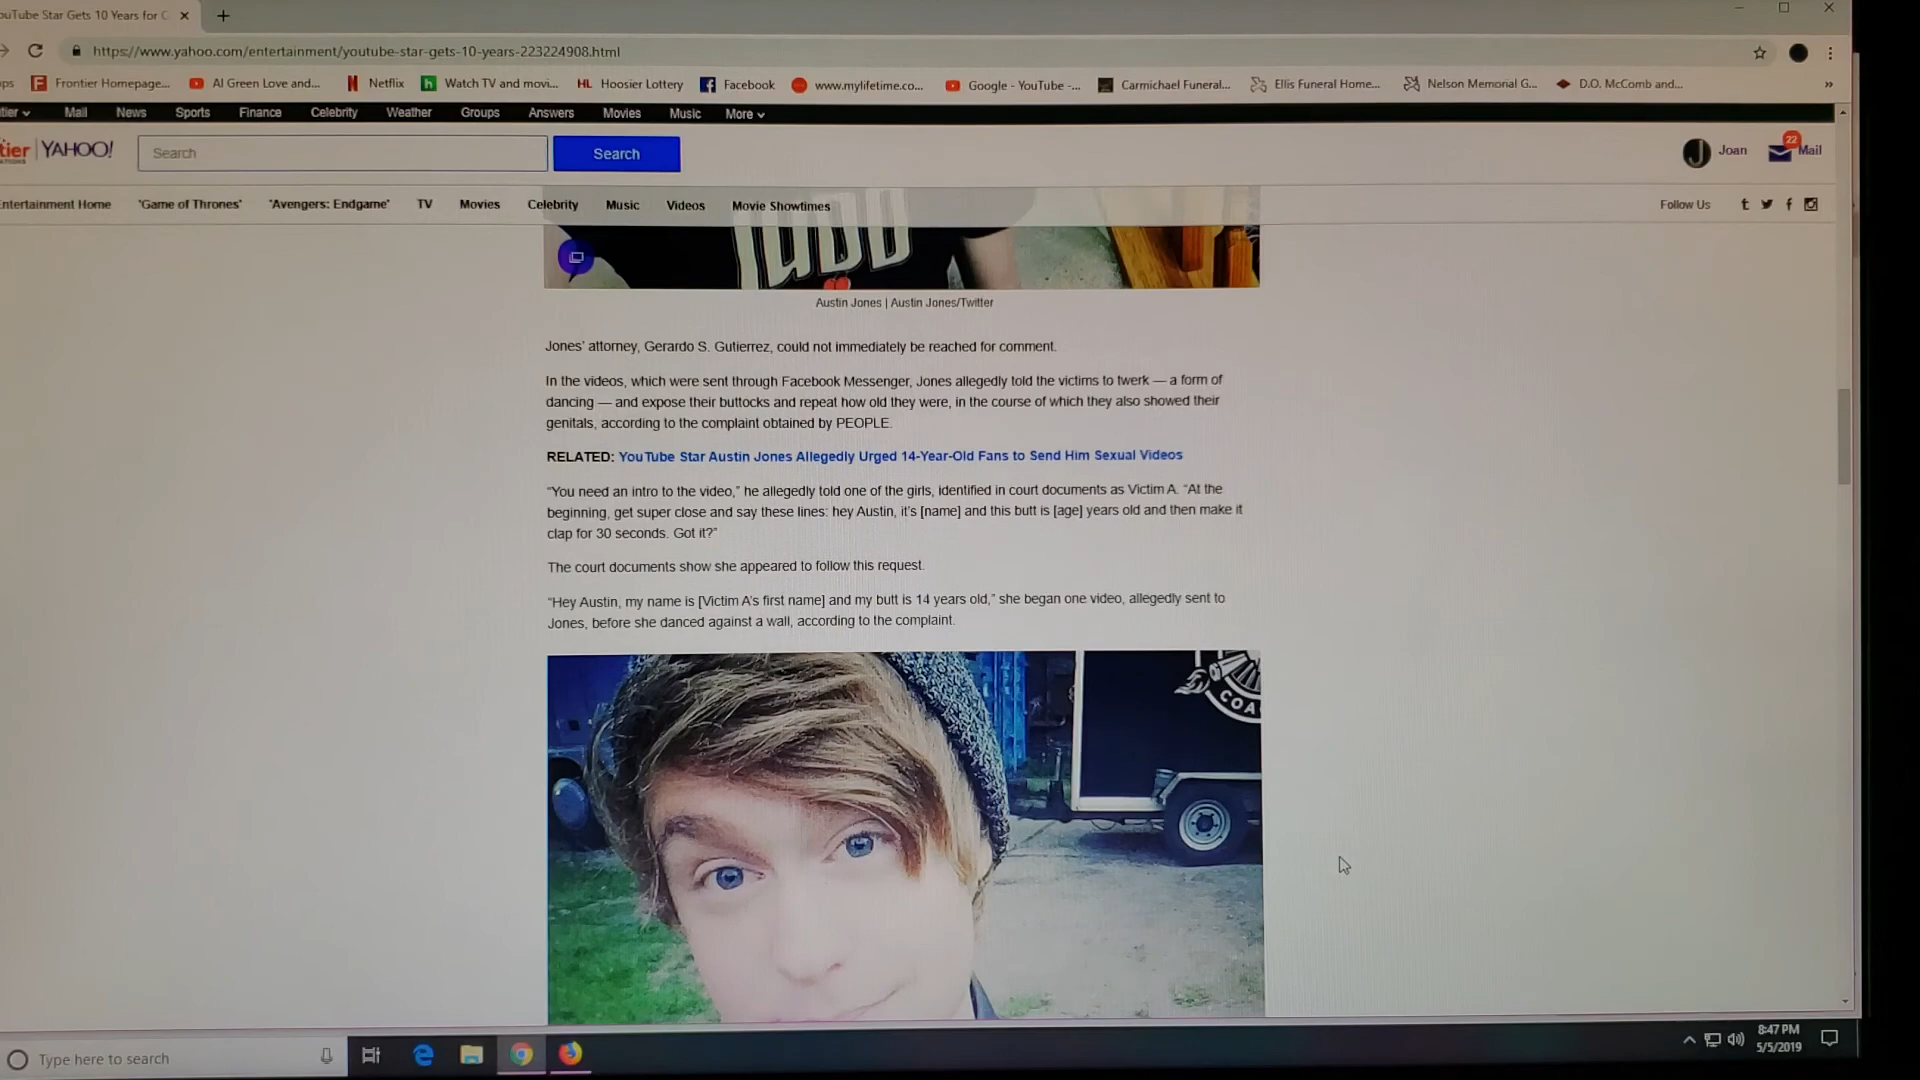 ouTube Star Gets 10 Years for C
https://www.yahoo.com/entertainment/youtube-star-gets-10-years-223224908.html
ps Frontier Homepage... AI Green Love and... Netflix Watch TV and movi... HL Hoosier Lottery Facebook www.mylifetime.co... Google - YouTube -... Carmichael Funeral... Ellis Funeral Home... Nelson Memorial G... D.O. McComb and... »
tier Mail News Sports Finance Celebrity Weather Groups Answers Movies Music More
tier YAHOO! Search Search J Joan 22 Mail
Entertainment Home 'Game of Thrones' 'Avengers: Endgame' TV Movies Celebrity Music Videos Movie Showtimes Follow Us
Austin Jones | Austin Jones/Twitter
Jones' attorney, Gerardo S. Gutierrez, could not immediately be reached for comment.
In the videos, which were sent through Facebook Messenger, Jones allegedly told the victims to twerk — a form of
dancing — and expose their buttocks and repeat how old they were, in the course of which they also showed their
genitals, according to the complaint obtained by PEOPLE.
RELATED: YouTube Star Austin Jones Allegedly Urged 14-Year-Old Fans to Send Him Sexual Videos
“You need an intro to the video,” he allegedly told one of the girls, identified in court documents as Victim A. “At the
beginning, get super close and say these lines: hey Austin, it's [name] and this butt is [age] years old and then make it
clap for 30 seconds. Got it?”
The court documents show she appeared to follow this request.
“Hey Austin, my name is [Victim A's first name] and my butt is 14 years old,” she began one video, allegedly sent to
Jones, before she danced against a wall, according to the complaint.
COA
Type here to search
8:47 PM
5/5/2019